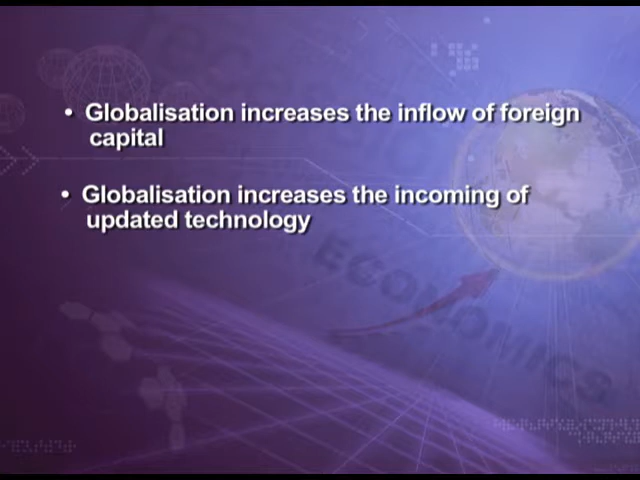 • Globalisation increases the inflow of foreign
capital
• Globalisation increases the incoming of
updated technology
ECONOMICS